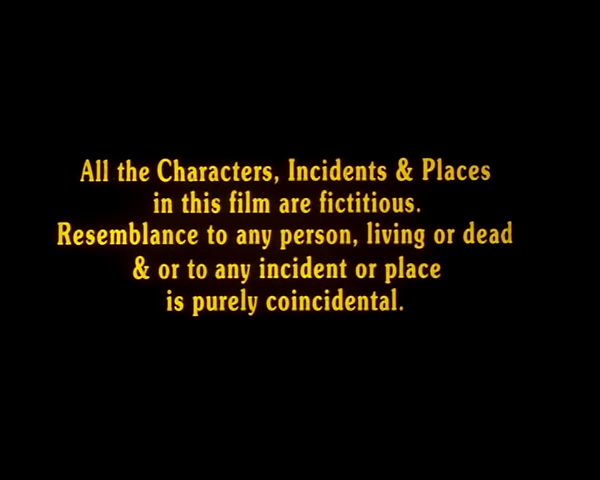 All the Characters, Incidents & Places
in this film are fictitious.
Resemblance to any person, living or dead
& or to any incident or place
is purely coincidental.